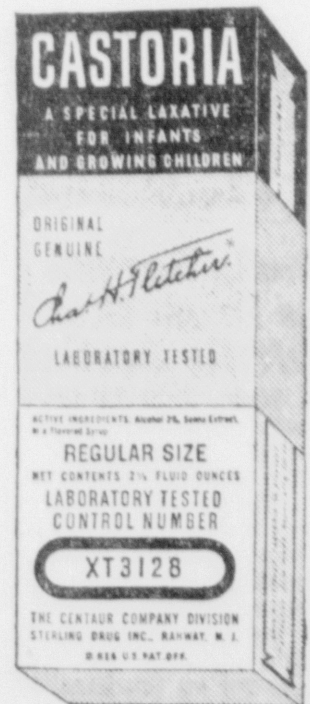 CASTORIA
A SPECIAL LAXATIVE
FOR INFANTS
AND GROWING CHILDREN
ORIGINAL
GENUINE
Chas. H. Fletcher.
LABORATORY TESTED
ACTIVE INGREDIENTS: Alcohol 3%, Senna Extract,
in a Flavored Syrup
REGULAR SIZE
NET CONTENTS 2½ FLUID OUNCES
LABORATORY TESTED
CONTROL NUMBER
XT3128
THE CENTAUR COMPANY DIVISION
STERLING DRUG INC., RAHWAY, N. J.
U.S. PAT. OFF.